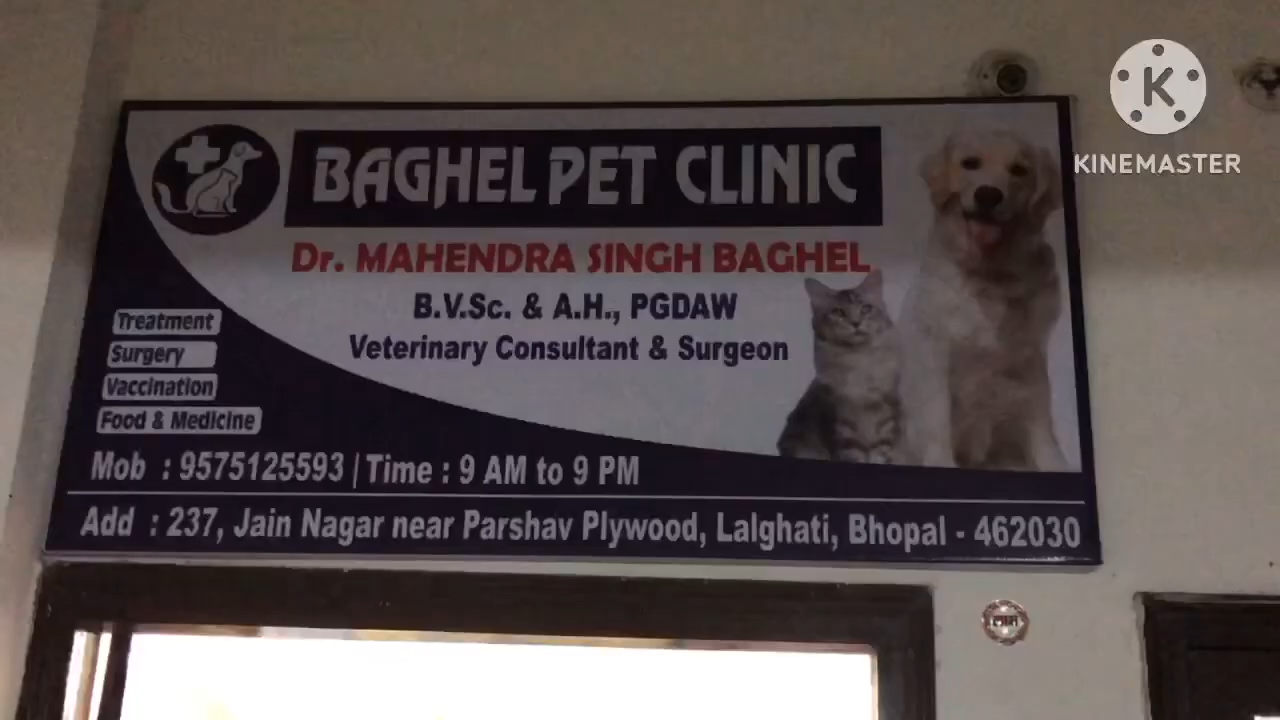 BAGHEL PET CLINIC
Dr. MAHENDRA SINGH BAGHEL
B.V.Sc. & A.H., PGDAW
Veterinary Consultant & Surgeon
Treatment
Surgery
Vaccination
Food & Medicine
Mob : 9575125593 | Time : 9 AM to 9 PM
Add : 237, Jain Nagar near Parshav Plywood, Lalghati, Bhopal - 462030
K
KINEMASTER